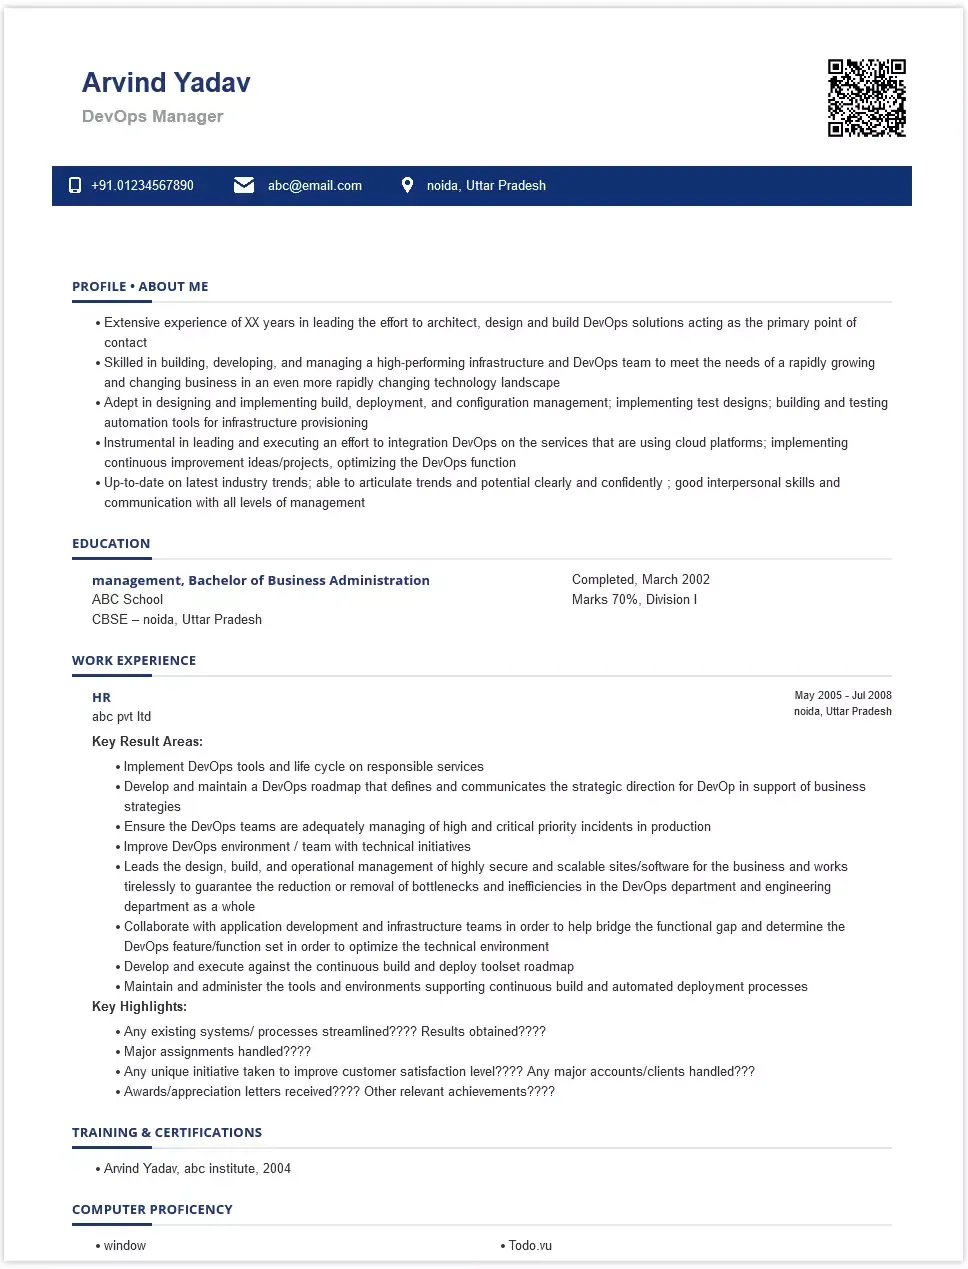 Arvind Yadav
DevOps Manager
+91.01234567890
abc@email.com
noida, Uttar Pradesh
PROFILE • ABOUT ME
• Extensive experience of XX years in leading the effort to architect, design and build DevOps solutions acting as the primary point of
contact
• Skilled in building, developing, and managing a high-performing infrastructure and DevOps team to meet the needs of a rapidly growing
and changing business in an even more rapidly changing technology landscape
• Adept in designing and implementing build, deployment, and configuration management; implementing test designs; building and testing
automation tools for infrastructure provisioning
• Instrumental in leading and executing an effort to integration DevOps on the services that are using cloud platforms; implementing
continuous improvement ideas/projects, optimizing the DevOps function
• Up-to-date on latest industry trends; able to articulate trends and potential clearly and confidently ; good interpersonal skills and
communication with all levels of management
EDUCATION
management, Bachelor of Business Administration
Completed, March 2002
ABC School
Marks 70%, Division I
CBSE – noida, Uttar Pradesh
WORK EXPERIENCE
HR
May 2005 - Jul 2008
abc pvt ltd
noida, Uttar Pradesh
Key Result Areas:
• Implement DevOps tools and life cycle on responsible services
• Develop and maintain a DevOps roadmap that defines and communicates the strategic direction for DevOp in support of business
strategies
• Ensure the DevOps teams are adequately managing of high and critical priority incidents in production
• Improve DevOps environment / team with technical initiatives
• Leads the design, build, and operational management of highly secure and scalable sites/software for the business and works
tirelessly to guarantee the reduction or removal of bottlenecks and inefficiencies in the DevOps department and engineering
department as a whole
• Collaborate with application development and infrastructure teams in order to help bridge the functional gap and determine the
DevOps feature/function set in order to optimize the technical environment
• Develop and execute against the continuous build and deploy toolset roadmap
• Maintain and administer the tools and environments supporting continuous build and automated deployment processes
Key Highlights:
• Any existing systems/ processes streamlined???? Results obtained????
• Major assignments handled????
• Any unique initiative taken to improve customer satisfaction level???? Any major accounts/clients handled???
• Awards/appreciation letters received???? Other relevant achievements????
TRAINING & CERTIFICATIONS
• Arvind Yadav, abc institute, 2004
COMPUTER PROFICENCY
• window
• Todo.vu